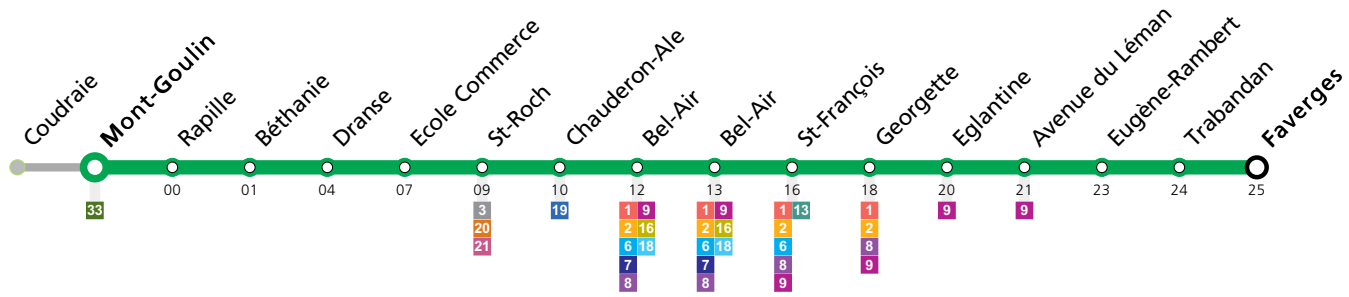 Coudraie
Mont-Goulin
Rapille
Béthanie
Dranse
Ecole Commerce
St-Roch
Chauderon-Ale
Bel-Air
Bel-Air
St-François
Georgette
Eglantine
Avenue du Léman
Eugène-Rambert
Trabandan
Faverges
00 01 04 07 09 10 12 13 16 18 20 21 23 24 25
33 3 19 1 9 1 9 1 13 1 9 9
20 2 16 2 16 2 2
21 6 18 6 18 6 8
7 7 8 9
8 8 9